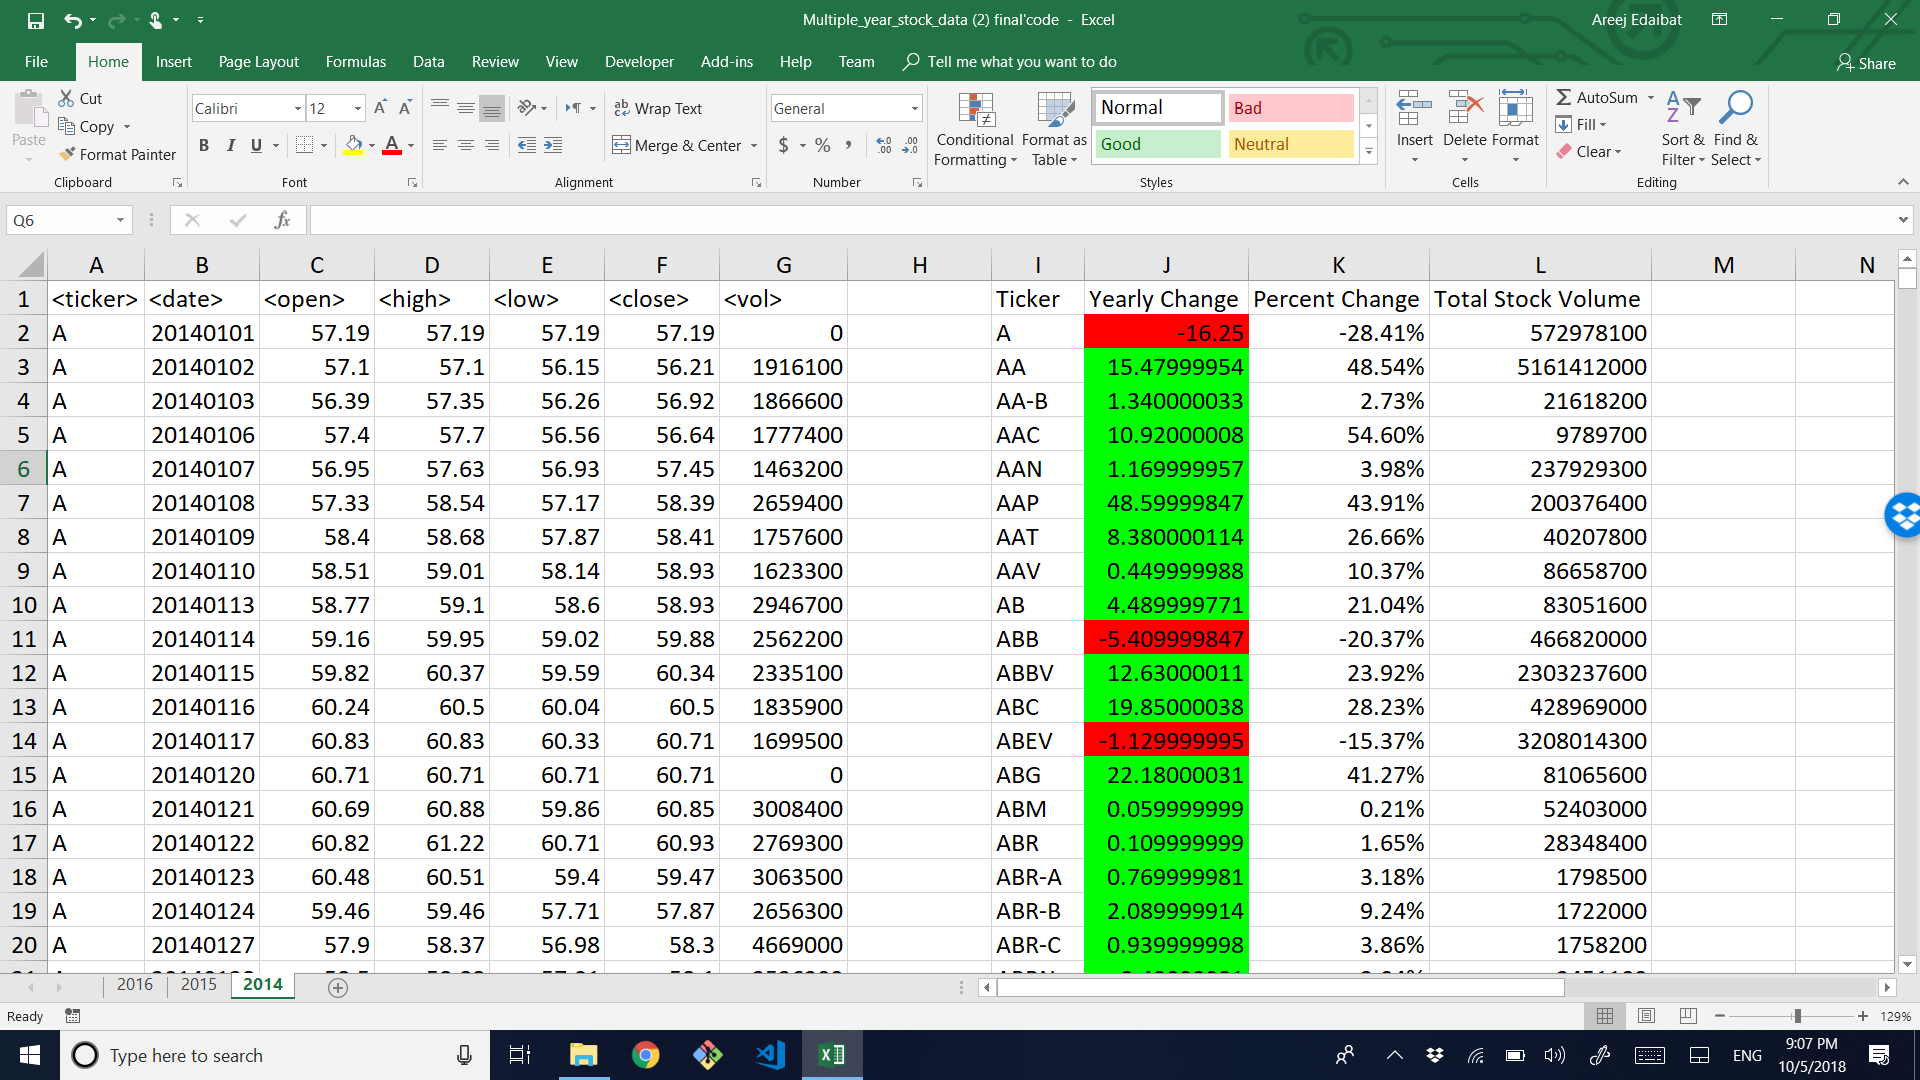 Multiple_year_stock_data (2) final'code - Excel
Areej Edaibat
File Home Insert Page Layout Formulas Data Review View Developer Add-ins Help Team Tell me what you want to do Share
Paste
Cut
Copy
Format Painter
Clipboard
Calibri 12
B I U
Font
Wrap Text
Merge & Center
Alignment
General
$ % ,
Number
Conditional Formatting
Format as Table
Normal Bad
Good Neutral
Styles
Insert Delete Format
Cells
AutoSum
Fill
Clear
Sort & Filter
Find & Select
Editing
Q6 fx
A B C D E F G H I J K L M N
1 <ticker> <date> <open> <high> <low> <close> <vol> Ticker Yearly Change Percent Change Total Stock Volume
2 A 20140101 57.19 57.19 57.19 57.19 0 A -16.25 -28.41% 572978100
3 A 20140102 57.1 57.1 56.15 56.21 1916100 AA 15.47999954 48.54% 5161412000
4 A 20140103 56.39 57.35 56.26 56.92 1866600 AA-B 1.340000033 2.73% 21618200
5 A 20140106 57.4 57.7 56.56 56.64 1777400 AAC 10.92000008 54.60% 9789700
6 A 20140107 56.95 57.63 56.93 57.45 1463200 AAN 1.169999957 3.98% 237929300
7 A 20140108 57.33 58.54 57.17 58.39 2659400 AAP 48.59999847 43.91% 200376400
8 A 20140109 58.4 58.68 57.87 58.41 1757600 AAT 8.380000114 26.66% 40207800
9 A 20140110 58.51 59.01 58.14 58.93 1623300 AAV 0.449999988 10.37% 86658700
10 A 20140113 58.77 59.1 58.6 58.93 2946700 AB 4.489999771 21.04% 83051600
11 A 20140114 59.16 59.95 59.02 59.88 2562200 ABB -5.409999847 -20.37% 466820000
12 A 20140115 59.82 60.37 59.59 60.34 2335100 ABBV 12.63000011 23.92% 2303237600
13 A 20140116 60.24 60.5 60.04 60.5 1835900 ABC 19.85000038 28.23% 428969000
14 A 20140117 60.83 60.83 60.33 60.71 1699500 ABEV -1.129999995 -15.37% 3208014300
15 A 20140120 60.71 60.71 60.71 60.71 0 ABG 22.18000031 41.27% 81065600
16 A 20140121 60.69 60.88 59.86 60.85 3008400 ABM 0.059999999 0.21% 52403000
17 A 20140122 60.82 61.22 60.71 60.93 2769300 ABR 0.109999999 1.65% 28348400
18 A 20140123 60.48 60.51 59.4 59.47 3063500 ABR-A 0.769999981 3.18% 1798500
19 A 20140124 59.46 59.46 57.71 57.87 2656300 ABR-B 2.089999914 9.24% 1722000
20 A 20140127 57.9 58.37 56.98 58.3 4669000 ABR-C 0.939999998 3.86% 1758200
2016 2015 2014
Ready 129%
Type here to search
ENG
9:07 PM
10/5/2018